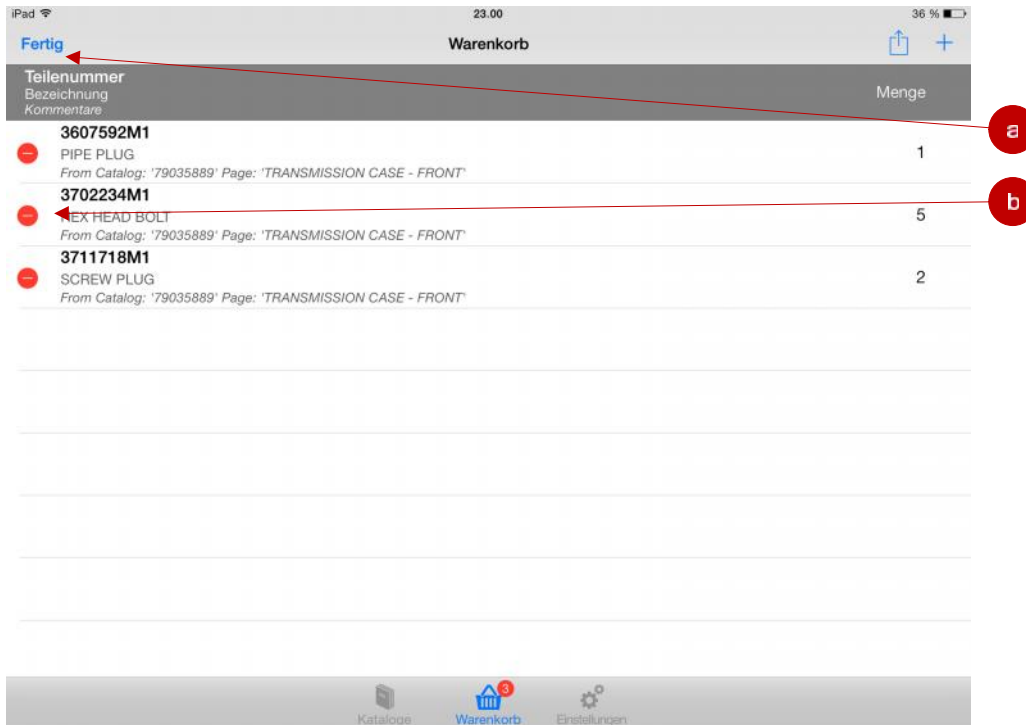 iPad 23.00 36 %
Fertig Warenkorb
Teilenummer
Bezeichnung Menge
Kommentare
a
3607592M1
PIPE PLUG 1
From Catalog: '79035889' Page: 'TRANSMISSION CASE - FRONT'
b
3702234M1
HEX HEAD BOLT 5
From Catalog: '79035889' Page: 'TRANSMISSION CASE - FRONT'
3711718M1
SCREW PLUG 2
From Catalog: '79035889' Page: 'TRANSMISSION CASE - FRONT'
3
Kataloge Warenkorb Einstellungen